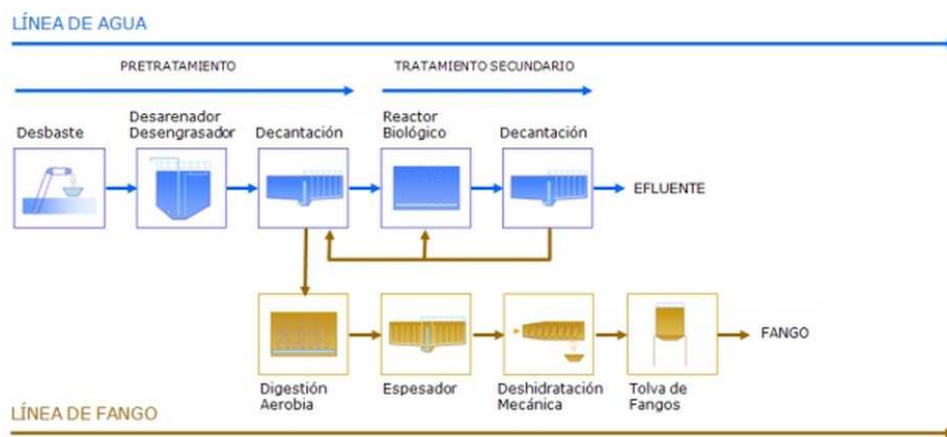 LÍNEA DE AGUA
PRETRATAMIENTO
TRATAMIENTO SECUNDARIO
Desbaste
Desarenador
Desengrasador
Decantación
Reactor
Biológico
Decantación
EFLUENTE
FANGO
Digestión
Aerobia
Espesador
Deshidratación
Mecánica
Tolva de
Fangos
LÍNEA DE FANGO